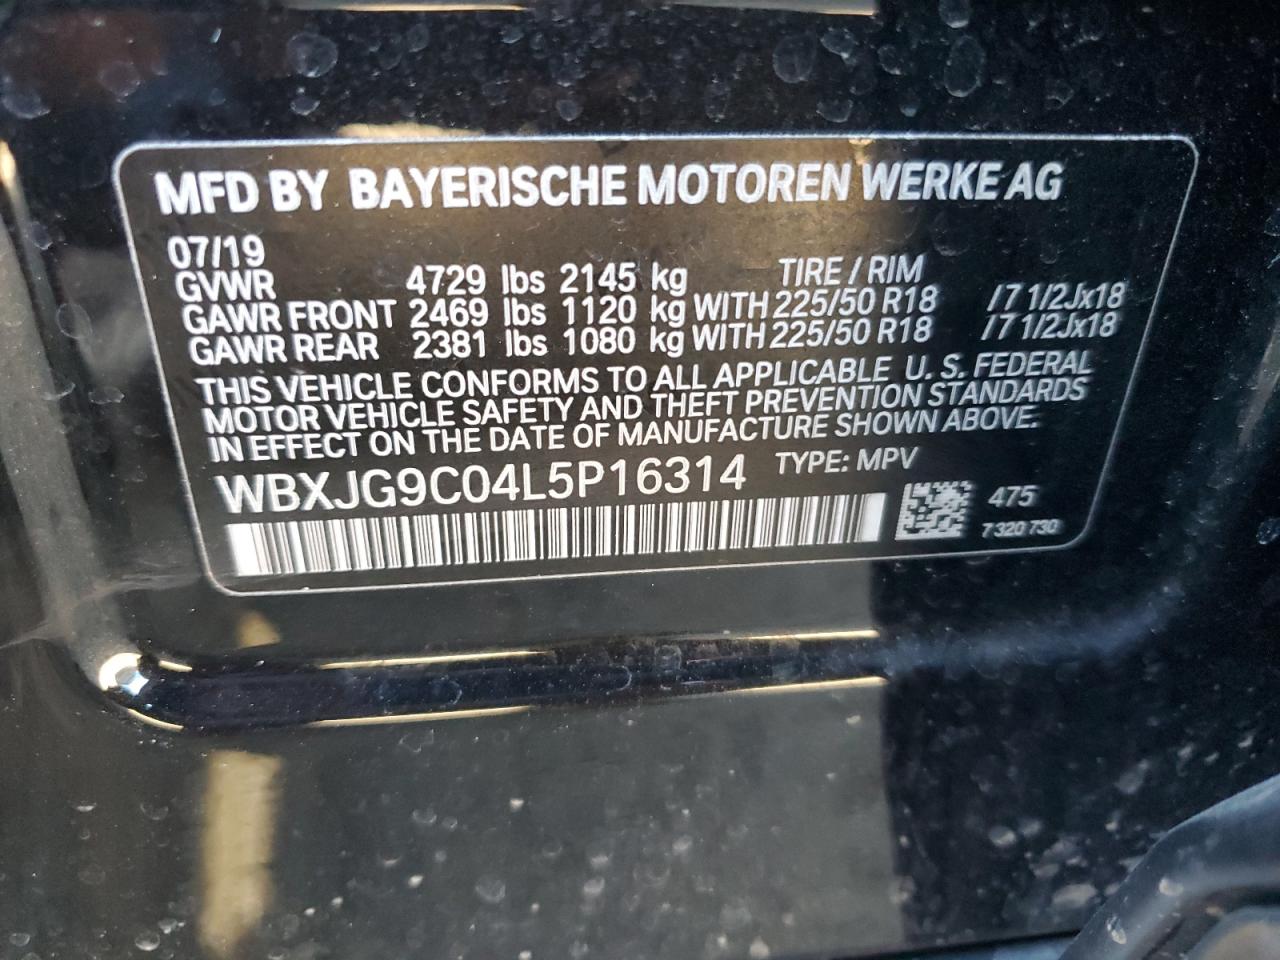 MFD BY BAYERISCHE MOTOREN WERKE AG
07/19
GVWR 4729 lbs 2145 kg TIRE / RIM
GAWR FRONT 2469 lbs 1120 kg WITH 225/50 R18 /7 1/2Jx18
GAWR REAR 2381 lbs 1080 kg WITH 225/50 R18 /7 1/2Jx18
THIS VEHICLE CONFORMS TO ALL APPLICABLE U. S. FEDERAL
MOTOR VEHICLE SAFETY AND THEFT PREVENTION STANDARDS
IN EFFECT ON THE DATE OF MANUFACTURE SHOWN ABOVE.
WBXJG9C04L5P16314 TYPE: MPV
475
7 320 730